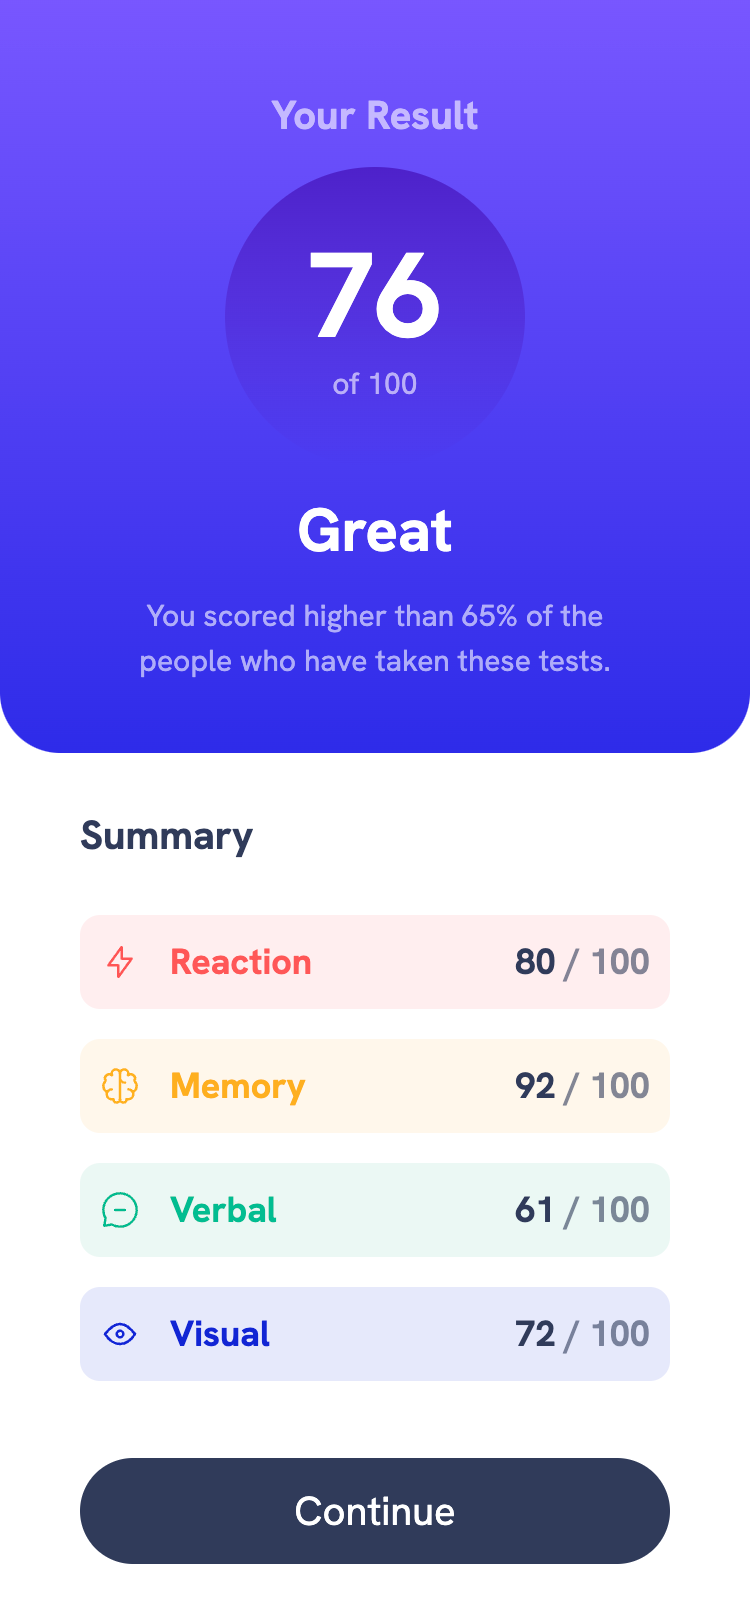 Your Result
76
of 100
Great
You scored higher than 65% of the
people who have taken these tests.
Summary
Reaction 80 / 100
Memory 92 / 100
Verbal 61 / 100
Visual 72 / 100
Continue